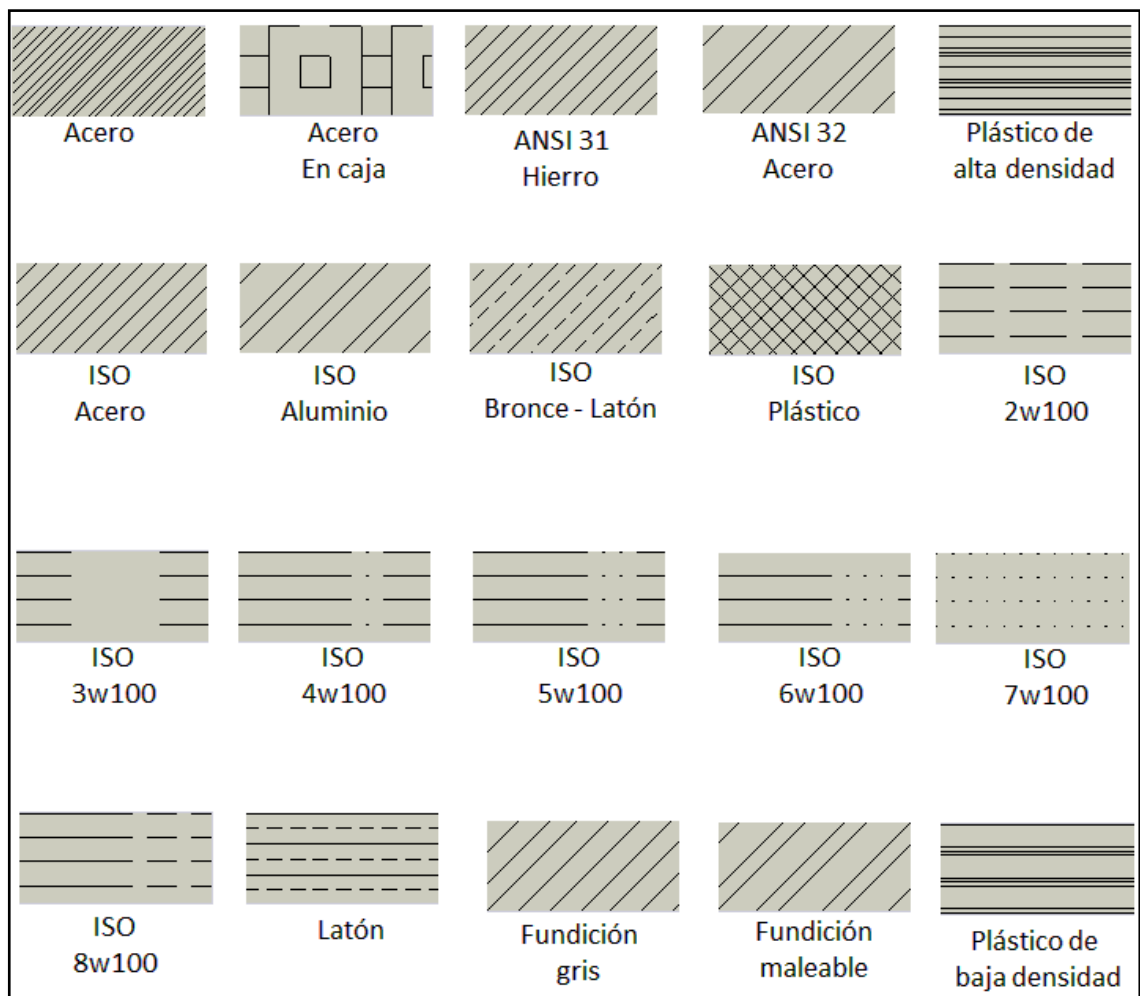 Acero
Acero
En caja
ANSI 31
Hierro
ANSI 32
Acero
Plástico de
alta densidad
ISO
Acero
ISO
Aluminio
ISO
Bronce - Latón
ISO
Plástico
ISO
2w100
ISO
3w100
ISO
4w100
ISO
5w100
ISO
6w100
ISO
7w100
ISO
8w100
Latón
Fundición
gris
Fundición
maleable
Plástico de
baja densidad